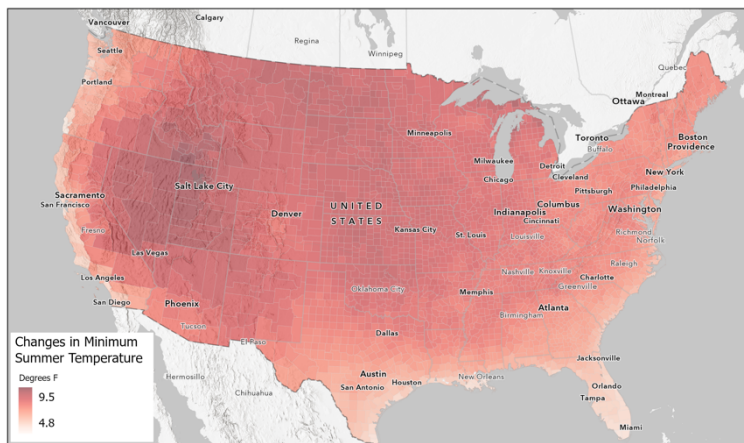 Calgary
Vancouver
Regina
Seattle
Winnipeg
Quebec
Portland
Montreal
Ottawa
Minneapolis
Toronto
Boston
Buffalo
Providence
Milwaukee
Detroit
New York
Salt Lake City
Chicago
Cleveland
Sacramento
Pittsburgh
Philadelphia
San Francisco
UNITED
STATES
Denver
Indianapolis
Columbus
Washington
Cincinnati
Fresno
Kansas City
St. Louis
Richmond
Louisville
Norfolk
Las Vegas
Raleigh
Los Angeles
Nashville
Knoxville
Oklahoma City
Charlotte
San Diego
Phoenix
Memphis
Greenville
Atlanta
Birmingham
Tucson
Dallas
El Paso
Changes in Minimum
Summer Temperature
Jacksonville
Austin
Degrees F
Hermosillo
San Antonio
Houston
New Orleans
Orlando
9.5
Chihuahua
Tampa
4.8
Miami